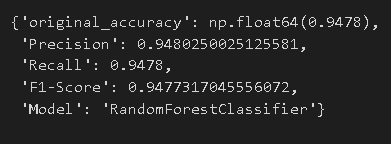 {'original_accuracy': np.float64(0.9478),
'Precision': 0.9480250025125581,
'Recall': 0.9478,
'F1-Score': 0.9477317045556072,
'Model': 'RandomForestClassifier'}